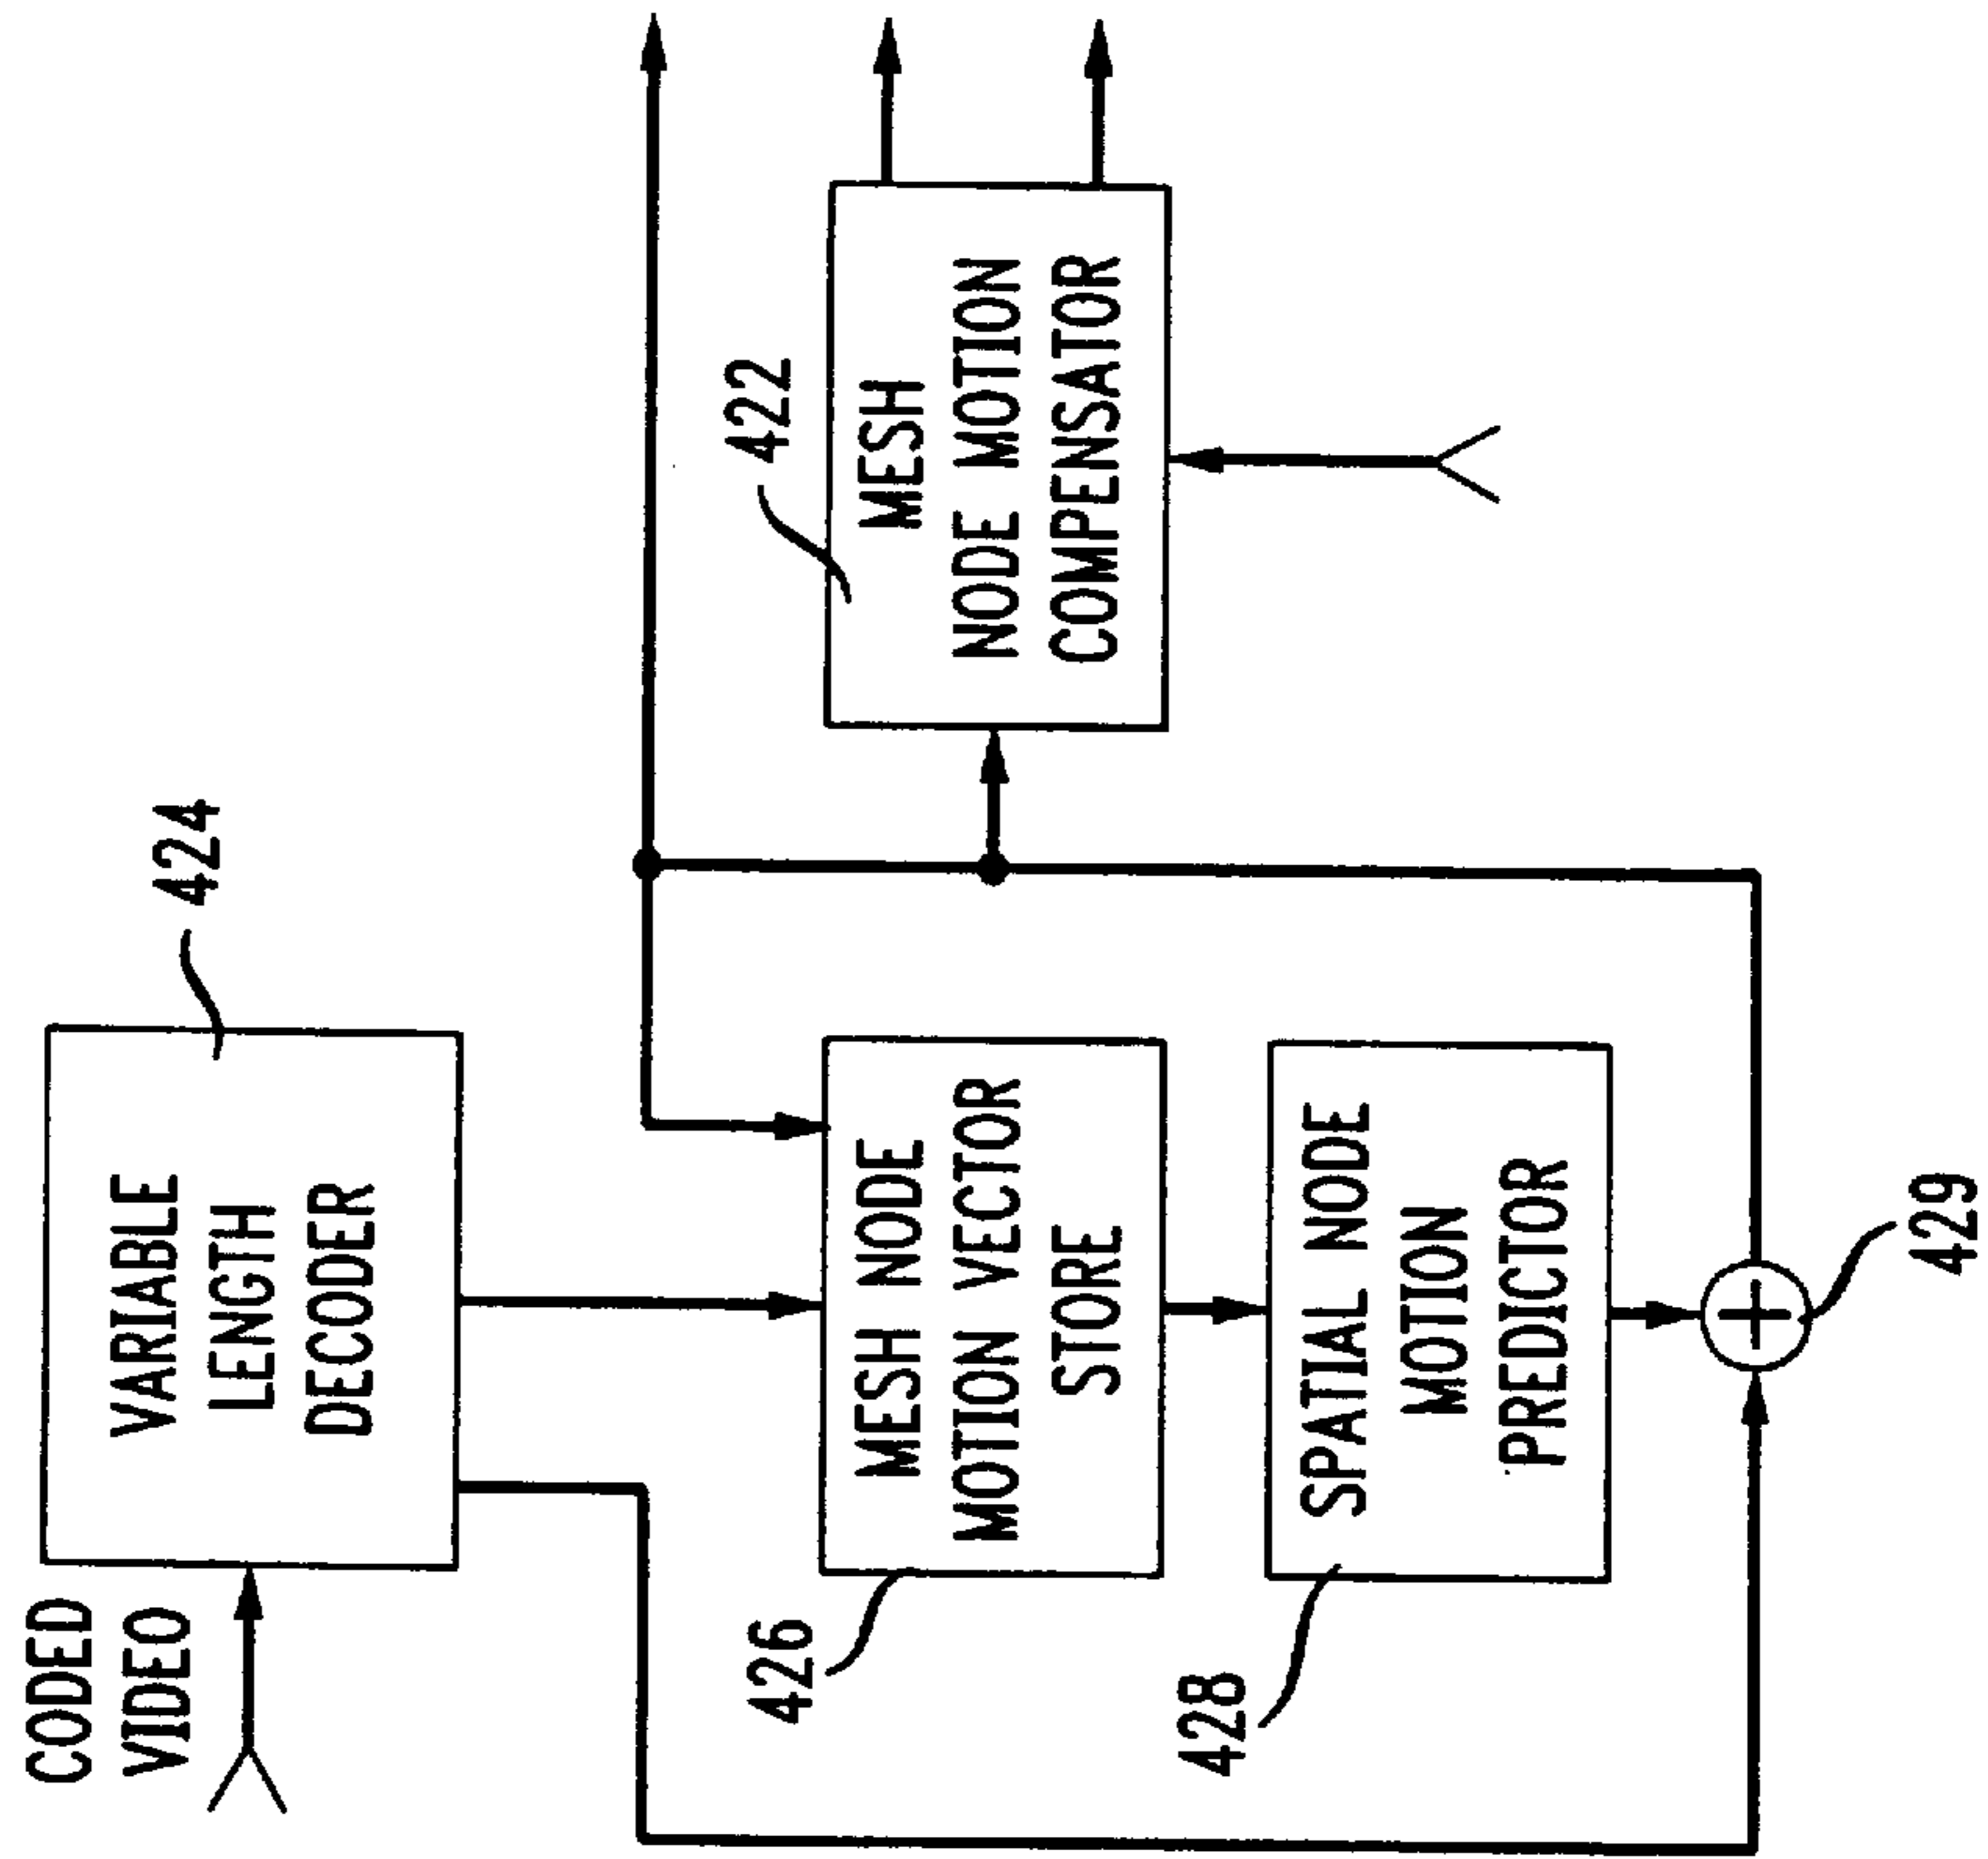 CODED
VIDEO
VARIABLE
LENGTH
DECODER
424
426
MESH NODE
MOTION VECTOR
STORE
422
MESH
NODE MOTION
COMPENSATOR
428
SPATIAL NODE
MOTION
PREDICTOR
429